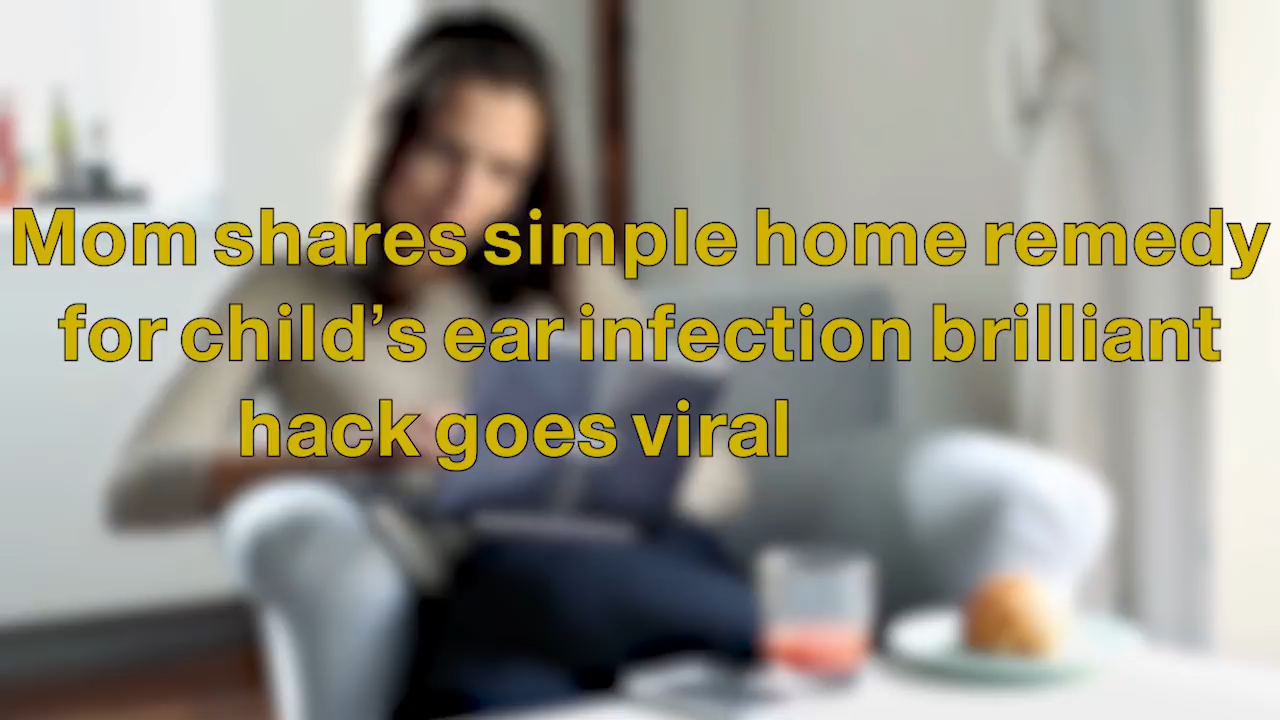 Mom shares simple home remedy
for child’s ear infection brilliant
hack goes viral